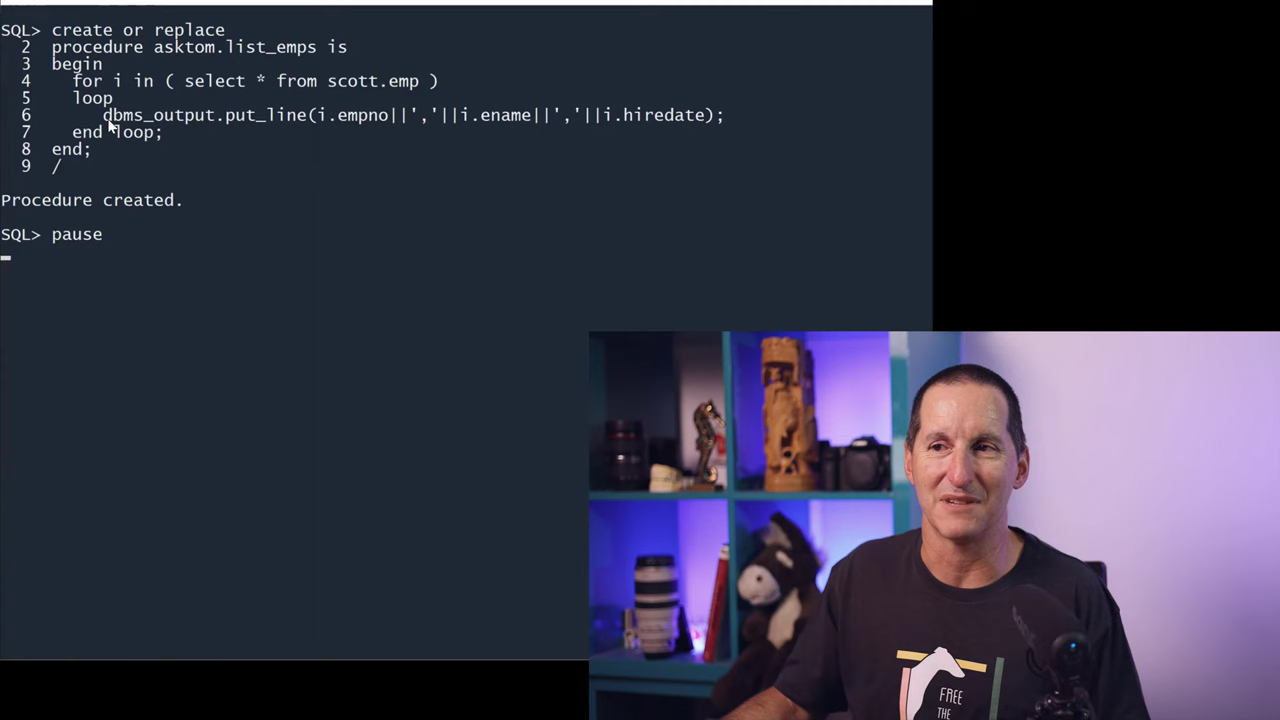 SQL> create or replace
  2  procedure asktom.list_emps is
  3  begin
  4    for i in ( select * from scott.emp )
  5    loop
  6       dbms_output.put_line(i.empno||','||i.ename||','||i.hiredate);
  7    end loop;
  8  end;
  9  /
Procedure created.
SQL> pause
FREE
THE